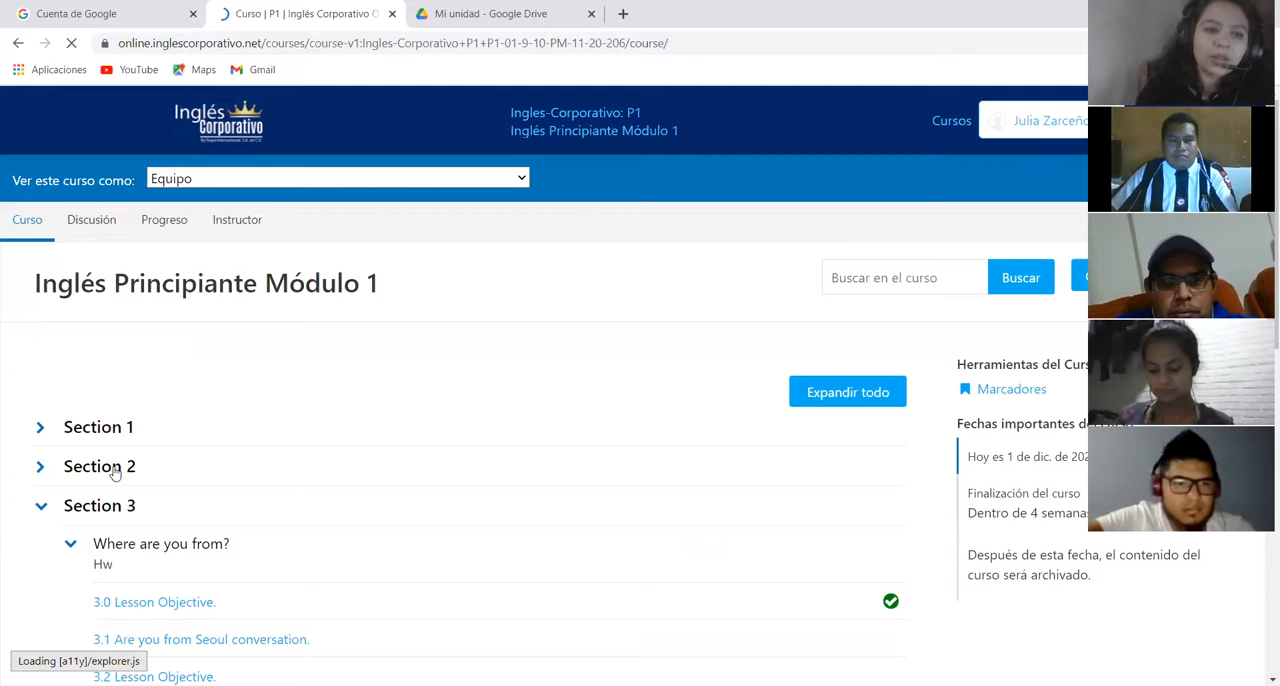 Cuenta de Google
Curso | P1 | Inglés Corporativo C
Mi unidad - Google Drive
online.inglescorporativo.net/courses/course-v1:Ingles-Corporativo+P1+P1-01-9-10-PM-11-20-206/course/
Aplicaciones
YouTube
Maps
Gmail
Inglés
Corporativo
Ingles-Corporativo: P1
Inglés Principiante Módulo 1
Cursos
Julia Zarceño
Ver este curso como:
Equipo
Curso
Discusión
Progreso
Instructor
Inglés Principiante Módulo 1
Buscar en el curso
Buscar
Herramientas del Cur
Marcadores
Expandir todo
Fechas importantes de
Section 1
Hoy es 1 de dic. de 202
Section 2
Finalización del curso
Dentro de 4 semanas
Section 3
Where are you from?
Hw
Después de esta fecha, el contenido del
curso será archivado.
3.0 Lesson Objective.
3.1 Are you from Seoul conversation.
Loading [a11y]/explorer.js
3.2 Lesson Objective.